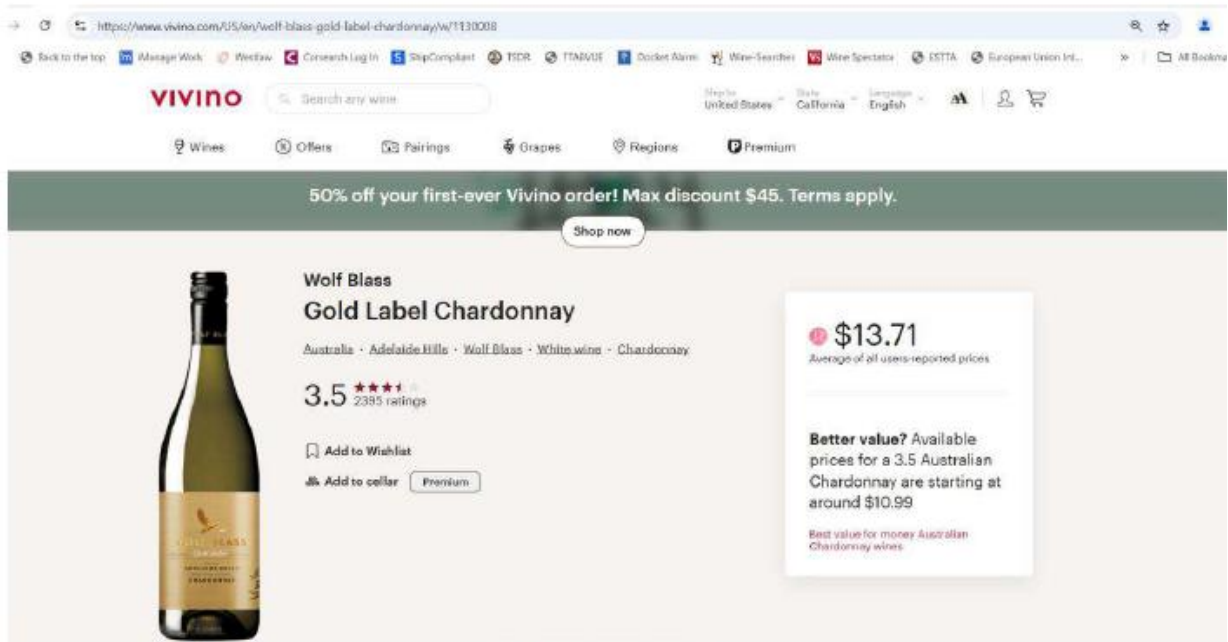 https://www.vivino.com/US/en/wolf-blass-gold-label-chardonnay/w/1130008
Back to the top iManage Work Westlaw Corsearch Log In ShipCompliant TSDR TTABVUE Docket Alarm Wine-Searcher Wine Spectator ESTTA European Union Int... » All Bookma
VIVINO Search any wine Ship to United States State California Language English
Wines Offers Pairings Grapes Regions Premium
50% off your first-ever Vivino order! Max discount $45. Terms apply.
Shop now
Wolf Blass
Gold Label Chardonnay
Australia · Adelaide Hills · Wolf Blass · White wine · Chardonnay
3.5 2395 ratings
Add to Wishlist
Add to cellar Premium
$13.71
Average of all users-reported prices
Better value? Available
prices for a 3.5 Australian
Chardonnay are starting at
around $10.99
Best value for money Australian
Chardonnay wines
WOLF BLASS
CHARDONNAY